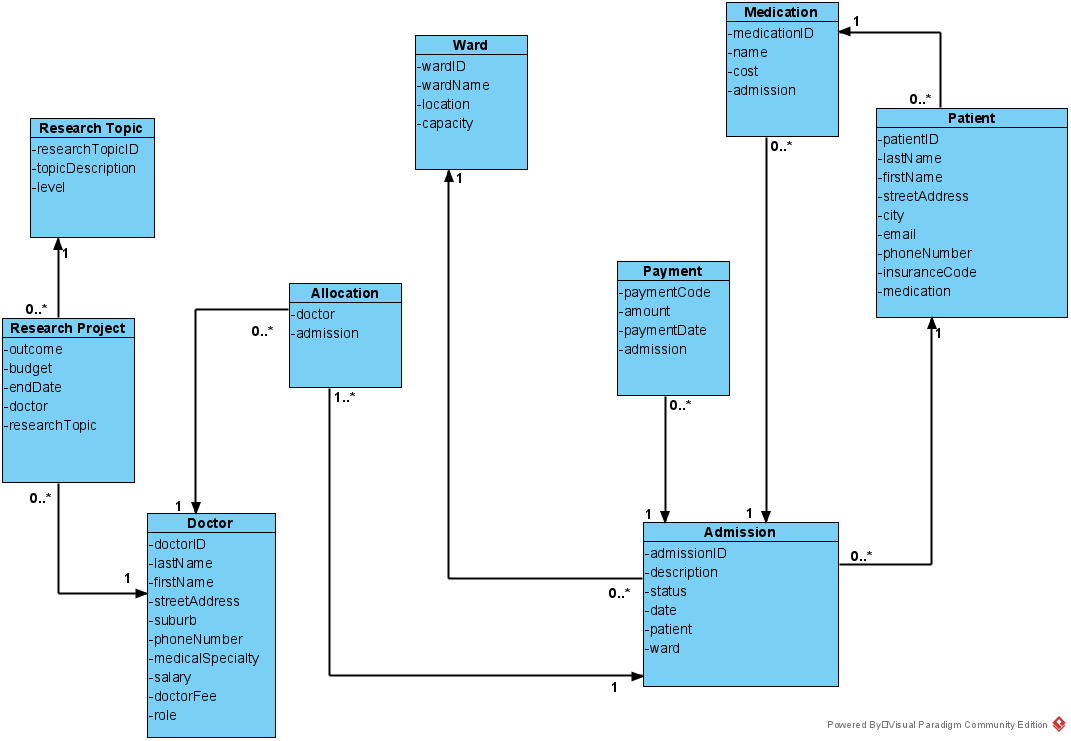 Medication
-medicationID
-name
-cost
-admission
1
0..*
0..*
Ward
-wardID
-wardName
-location
-capacity
1
Patient
-patientID
-lastName
-firstName
-streetAddress
-city
-email
-phoneNumber
-insuranceCode
-medication
1
Research Topic
-researchTopicID
-topicDescription
-level
1
0..*
Payment
-paymentCode
-amount
-paymentDate
-admission
0..*
1
1
Allocation
-doctor
-admission
0..*
1..*
Research Project
-outcome
-budget
-endDate
-doctor
-researchTopic
0..*
1
1
Doctor
-doctorID
-lastName
-firstName
-streetAddress
-suburb
-phoneNumber
-medicalSpecialty
-salary
-doctorFee
-role
Admission
-admissionID
-description
-status
-date
-patient
-ward
0..*
0..*
1
Powered By Visual Paradigm Community Edition